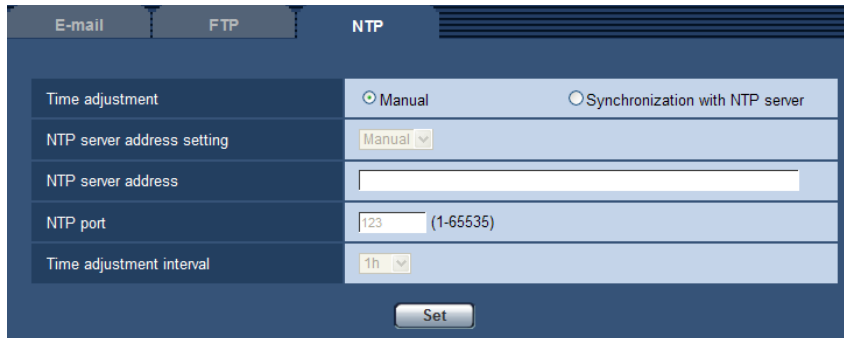 E-mail FTP NTP
Time adjustment Manual Synchronization with NTP server
NTP server address setting Manual
NTP server address
NTP port 123 (1-65535)
Time adjustment interval 1h
Set